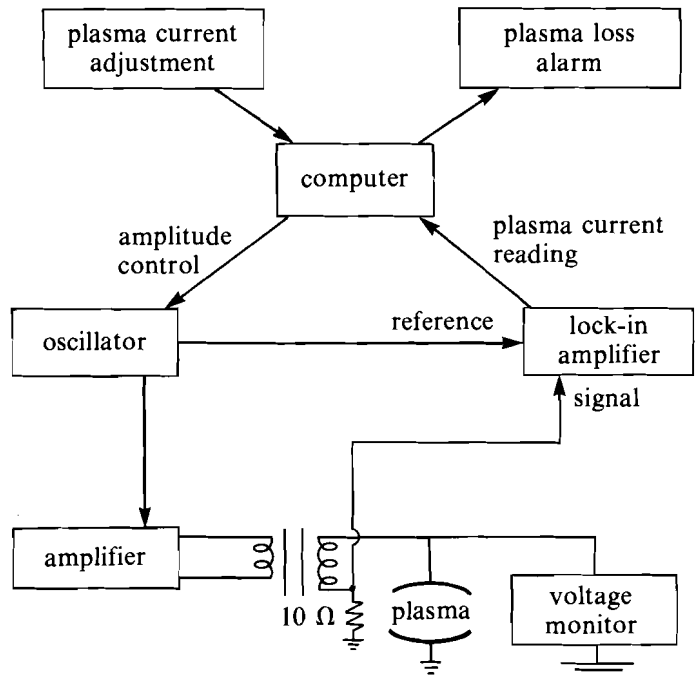 plasma current
adjustment
plasma loss
alarm
computer
amplitude
control
plasma current
reading
oscillator
reference
lock-in
amplifier
signal
amplifier
10 Ω
plasma
voltage
monitor